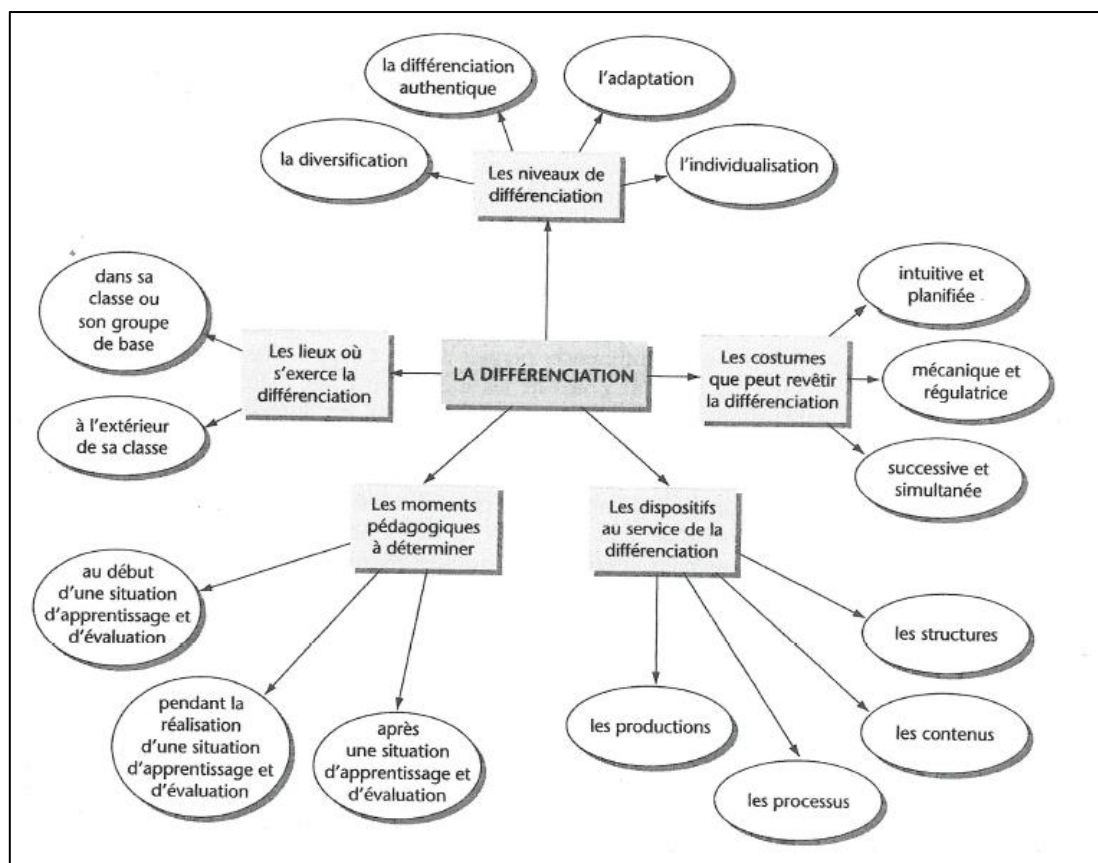 la différenciation
authentique
l'adaptation
la diversification
Les niveaux de
différenciation
l'individualisation
dans sa
classe ou
son groupe
de base
à l'extérieur
de sa classe
Les lieux où
s'exerce la
différenciation
LA DIFFÉRENCIATION
Les costumes
que peut revêtir
la différenciation
intuitive et
planifiée
mécanique et
régulatrice
successive et
simultanée
Les moments
pédagogiques
à déterminer
Les dispositifs
au service de la
différenciation
au début
d'une situation
d'apprentissage et
d'évaluation
pendant la
réalisation
d'une situation
d'apprentissage et
d'évaluation
après
une situation
d'apprentissage et
d'évaluation
les productions
les processus
les contenus
les structures